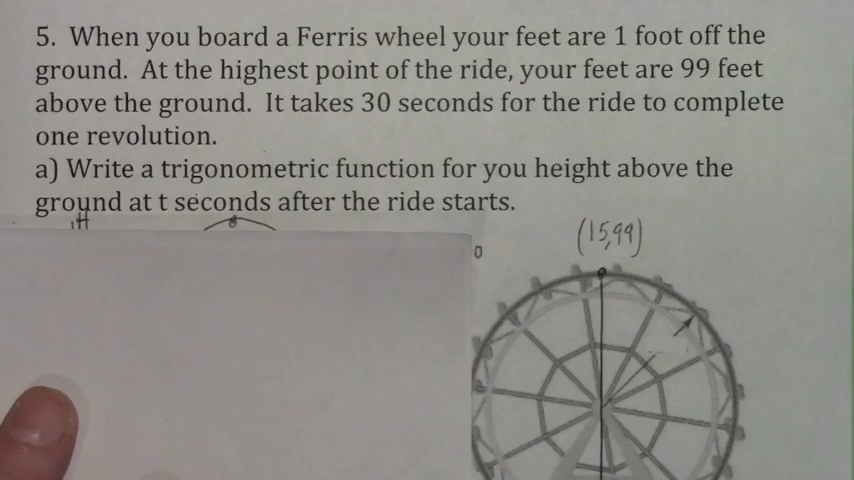 5. When you board a Ferris wheel your feet are 1 foot off the
ground. At the highest point of the ride, your feet are 99 feet
above the ground. It takes 30 seconds for the ride to complete
one revolution.
a) Write a trigonometric function for you height above the
ground at t seconds after the ride starts.
(15,99)